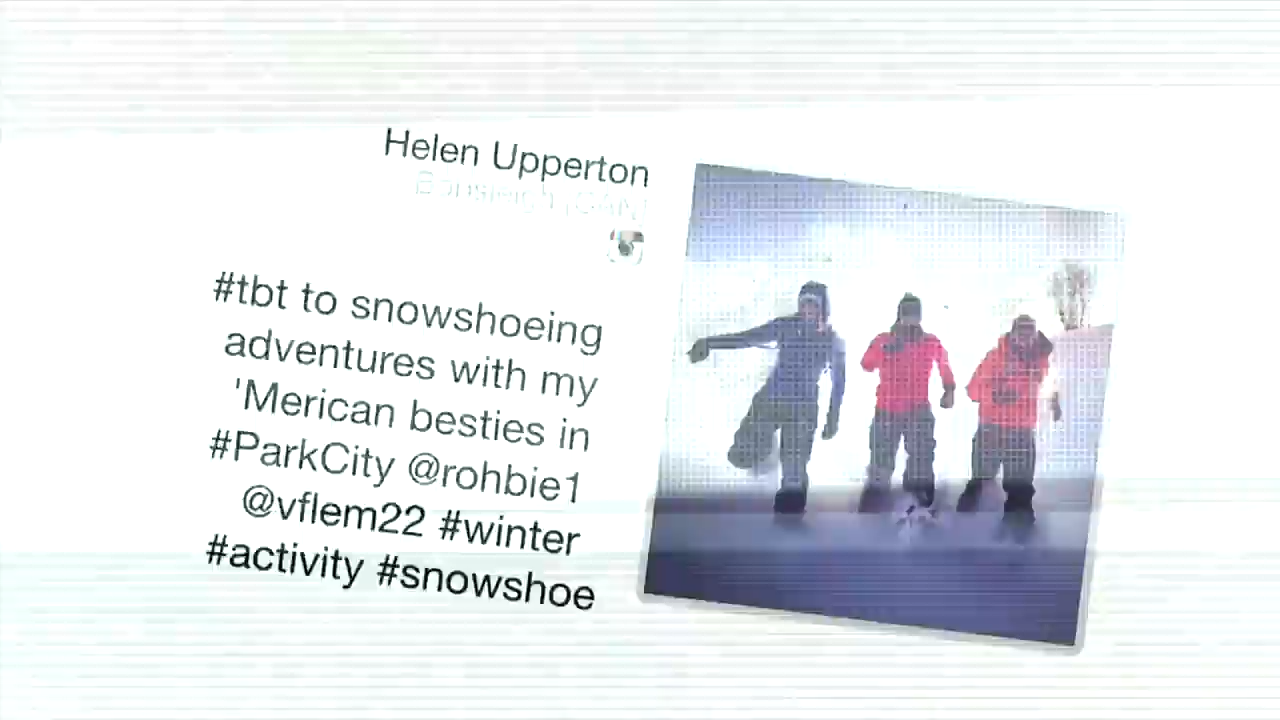 Helen Upperton
#tbt to snowshoeing
adventures with my
'Merican besties in
#ParkCity @rohbie1
@vflem22 #winter
#activity #snowshoe